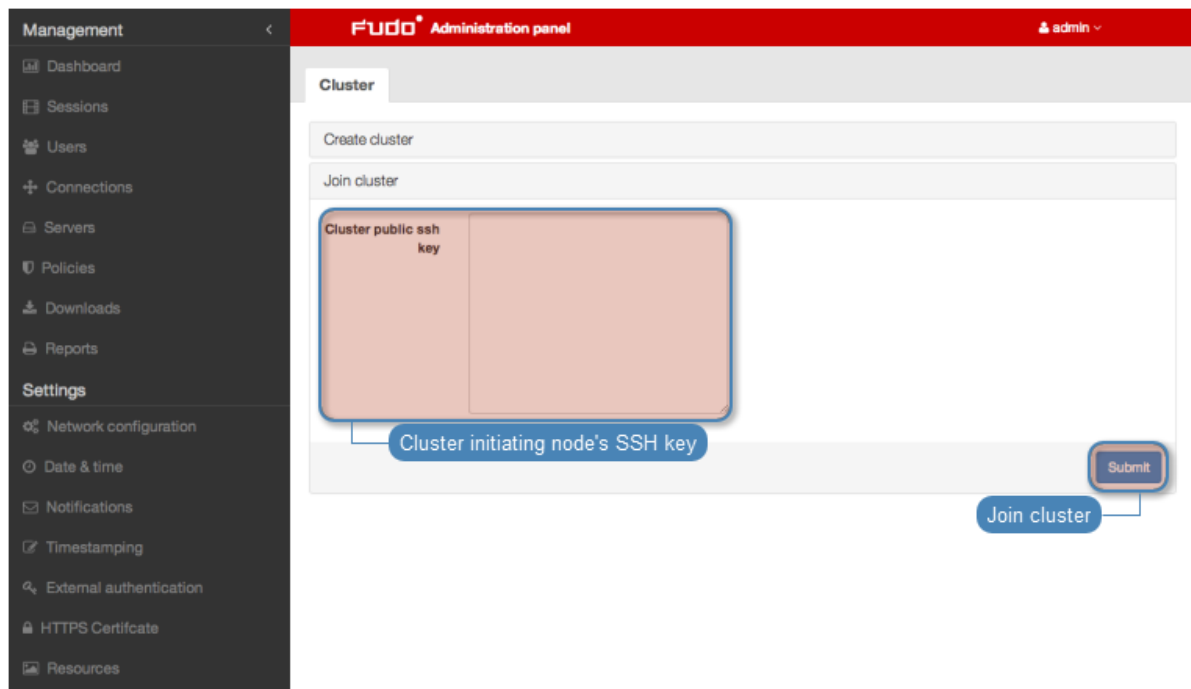 Management
FUDO Administration panel
admin
Dashboard
Cluster
Sessions
Create cluster
Users
Join cluster
Connections
Cluster public ssh
key
Servers
Policies
Downloads
Reports
Settings
Network configuration
Cluster initiating node's SSH key
Date & time
Submit
Notifications
Join cluster
Timestamping
External authentication
HTTPS Certifcate
Resources